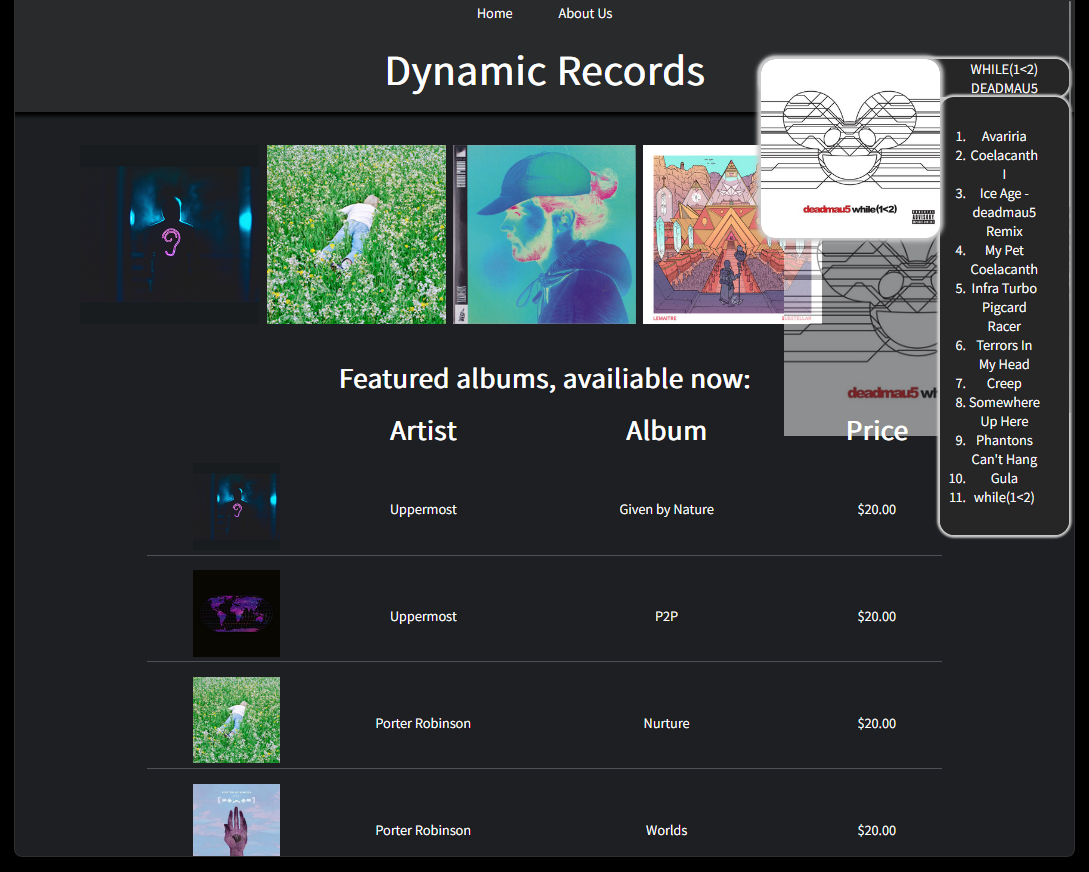 Home About Us
Dynamic Records
WHILE(1<2)
DEADMAU5
deadmau5 while(1<2)
LEMAITRE
1. Avariria
2. Coelacanth
I
3. Ice Age -
deadmau5
Remix
4. My Pet
Coelacanth
5. Infra Turbo
Pigcard
Racer
6. Terrors In
My Head
7. Creep
8. Somewhere
Up Here
9. Phantons
Can't Hang
10. Gula
11. while(1<2)
deadmau5 wh
Featured albums, availiable now:
Artist Album Price
Uppermost Given by Nature $20.00
Uppermost P2P $20.00
Porter Robinson Nurture $20.00
Porter Robinson Worlds $20.00